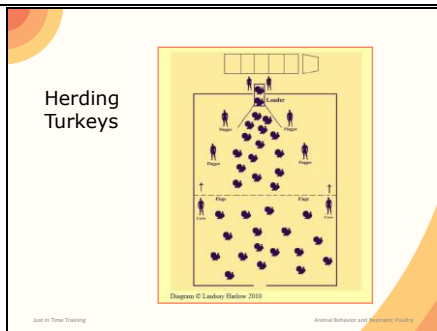 Herding
Turkeys
Loader
Flagger
Flagger
Flagger
Flagger
Flags
Flags
Crew
Crew
Diagram © Lindsay Harlow 2010
Just In Time Training
Animal Behavior and Restraint: Poultry